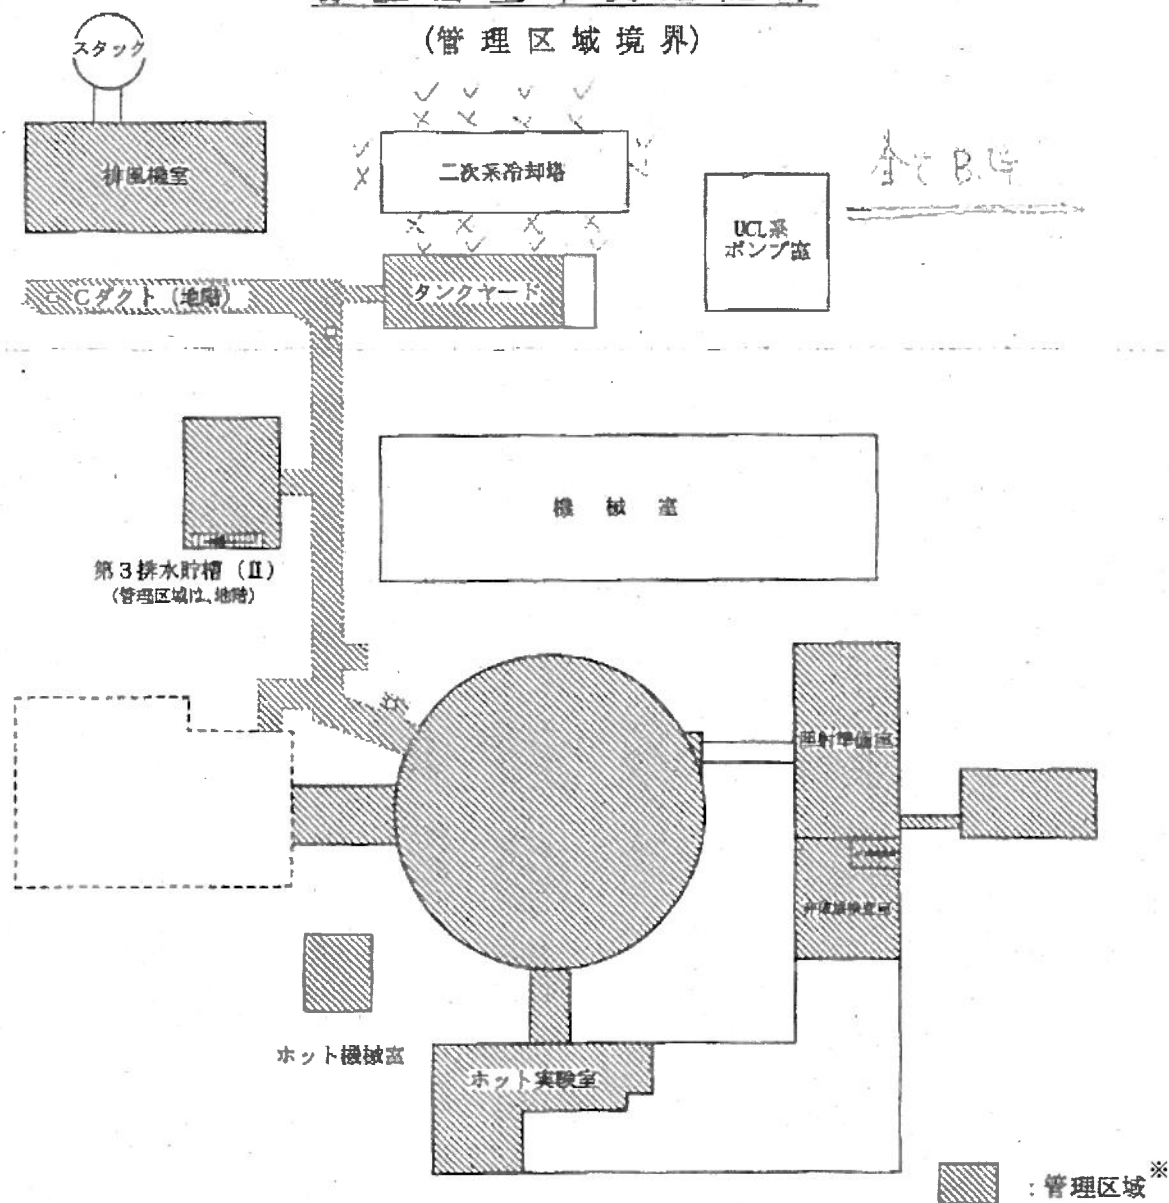 (管理区域境界)
スタック
排風機室
二次系冷却塔
全て B.G
UCL系
ポンプ室
Cダクト (地階)
タンクヤード
機械室
第3排水貯槽 (Ⅱ)
(管理区域は、地階)
照射準備室
ホット機械室
ホット実験室
:管理区域※